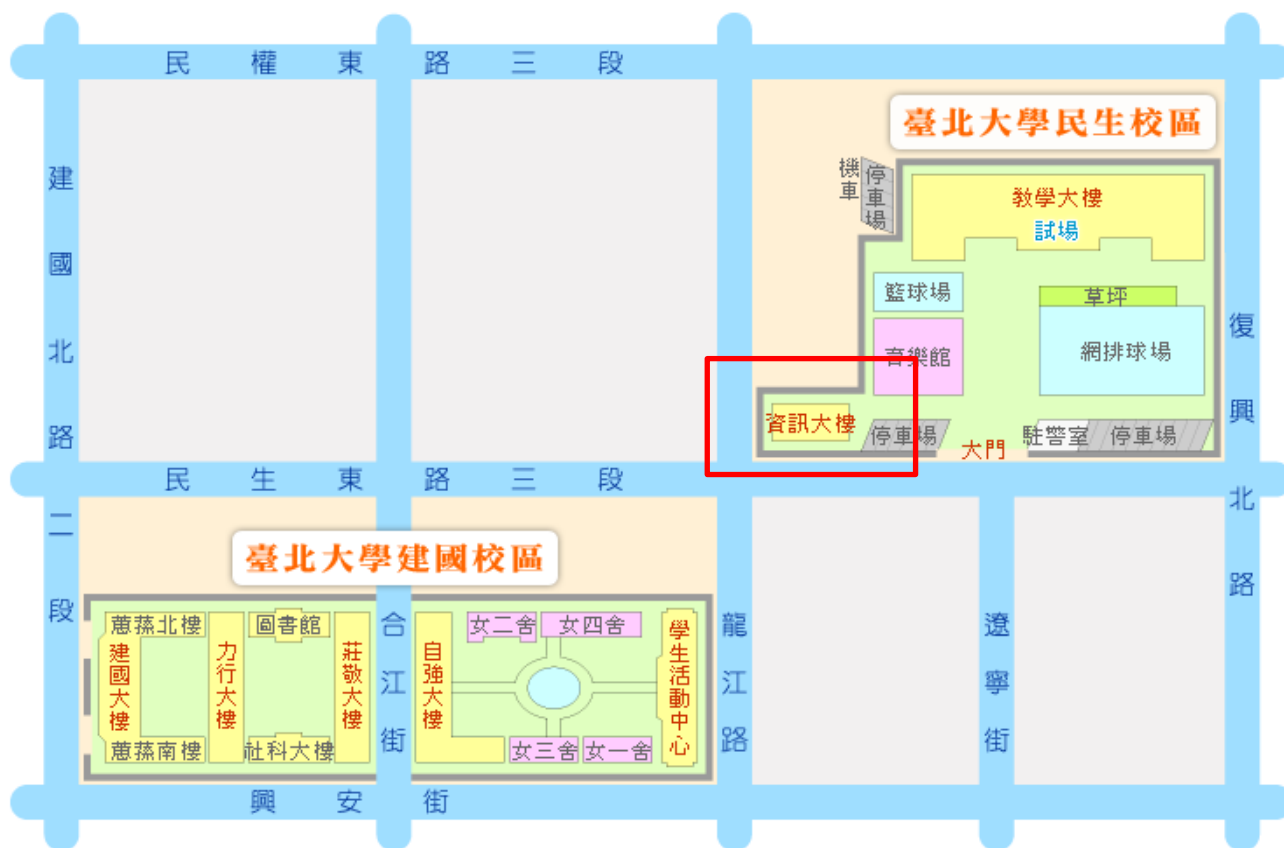 民權東路三段
臺北大學民生校區
機車
停車場
教學大樓
試場
建國北路二段
籃球場
草坪
復興北路
音樂館
網排球場
資訊大樓
停車場
大門
駐警室
停車場
民生東路三段
臺北大學建國校區
蒽蓀北樓
圖書館
女二舍
女四舍
建國大樓
力行大樓
莊敬大樓
合江街
自強大樓
學生活動中心
龍江路
遼寧街
蒽蓀南樓
社科大樓
女三舍
女一舍
興安街